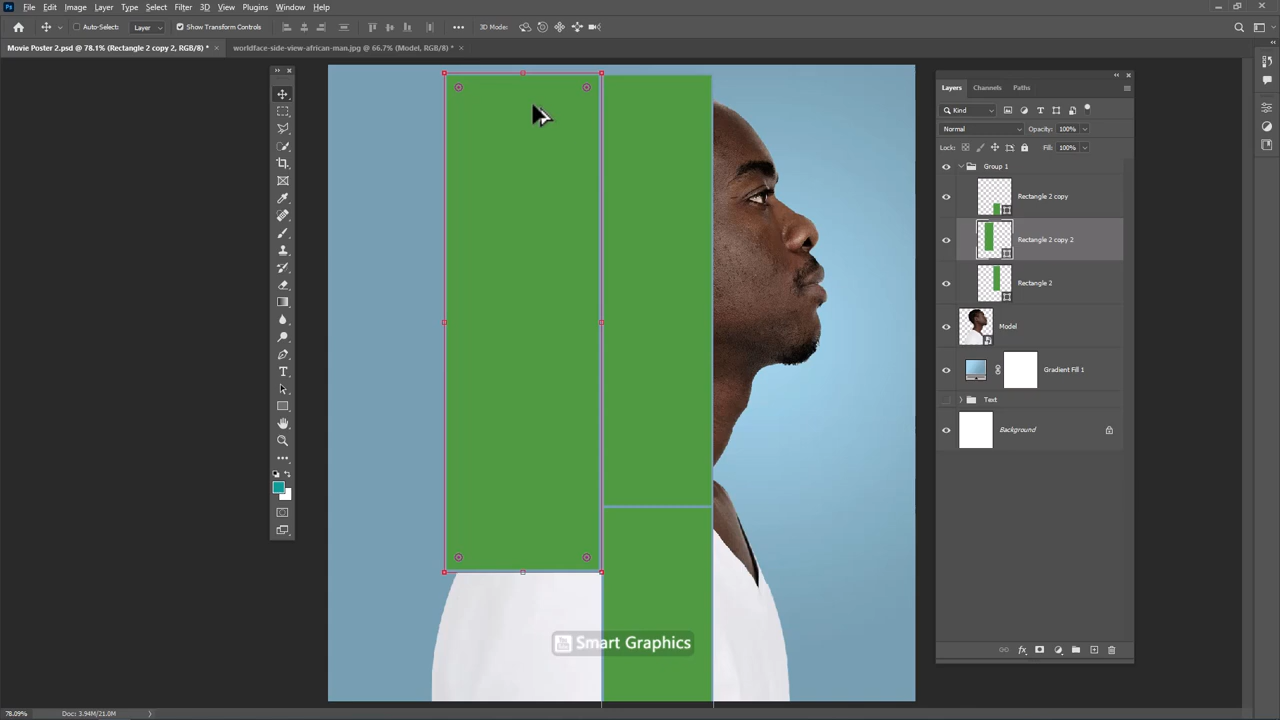 Ps File Edit Image Layer Type Select Filter 3D View Plugins Window Help
Auto-Select: Layer Show Transform Controls 3D Mode:
Movie Poster 2.psd @ 78.1% (Rectangle 2 copy 2, RGB/8) * × worldface-side-view-african-man.jpg @ 66.7% (Model, RGB/8) * ×
Layers Channels Paths
Kind
Normal Opacity: 100%
Lock: Fill: 100%
Group 1
Rectangle 2 copy
Rectangle 2 copy 2
Rectangle 2
Model
Gradient Fill 1
Text
Background
fx
Smart Graphics
78.09% Doc: 3.94M/21.0M